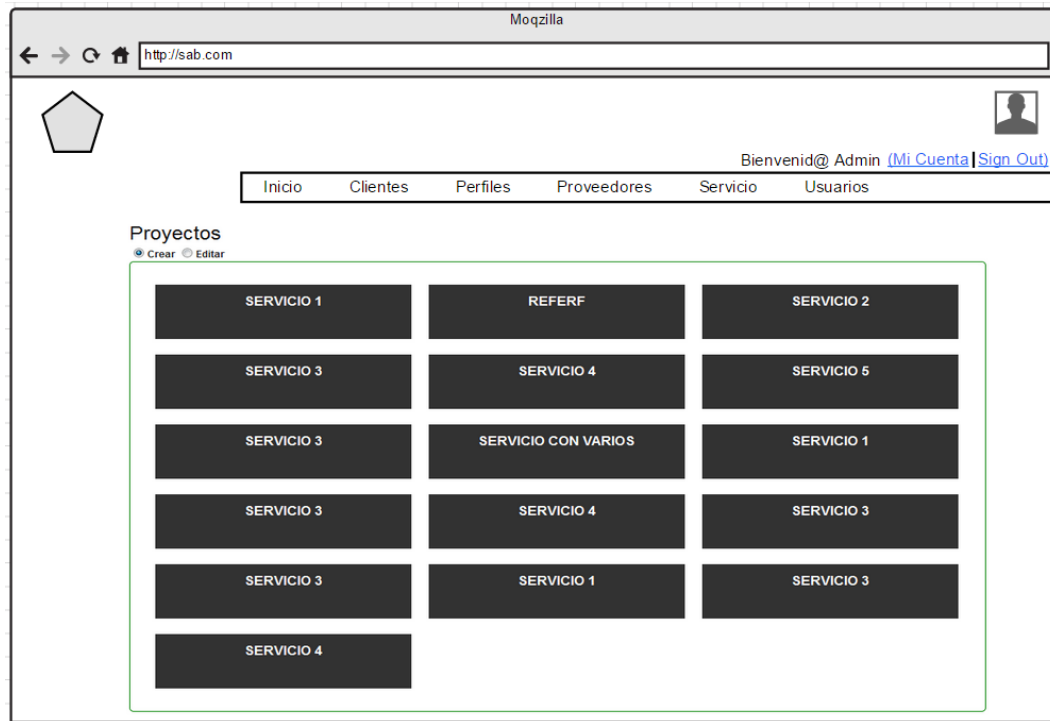 Moqzilla
http://sab.com
Bienvenid@ Admin (Mi Cuenta|Sign Out)
Inicio Clientes Perfiles Proveedores Servicio Usuarios
Proyectos
Crear Editar
SERVICIO 1 REFERF SERVICIO 2
SERVICIO 3 SERVICIO 4 SERVICIO 5
SERVICIO 3 SERVICIO CON VARIOS SERVICIO 1
SERVICIO 3 SERVICIO 4 SERVICIO 3
SERVICIO 3 SERVICIO 1 SERVICIO 3
SERVICIO 4